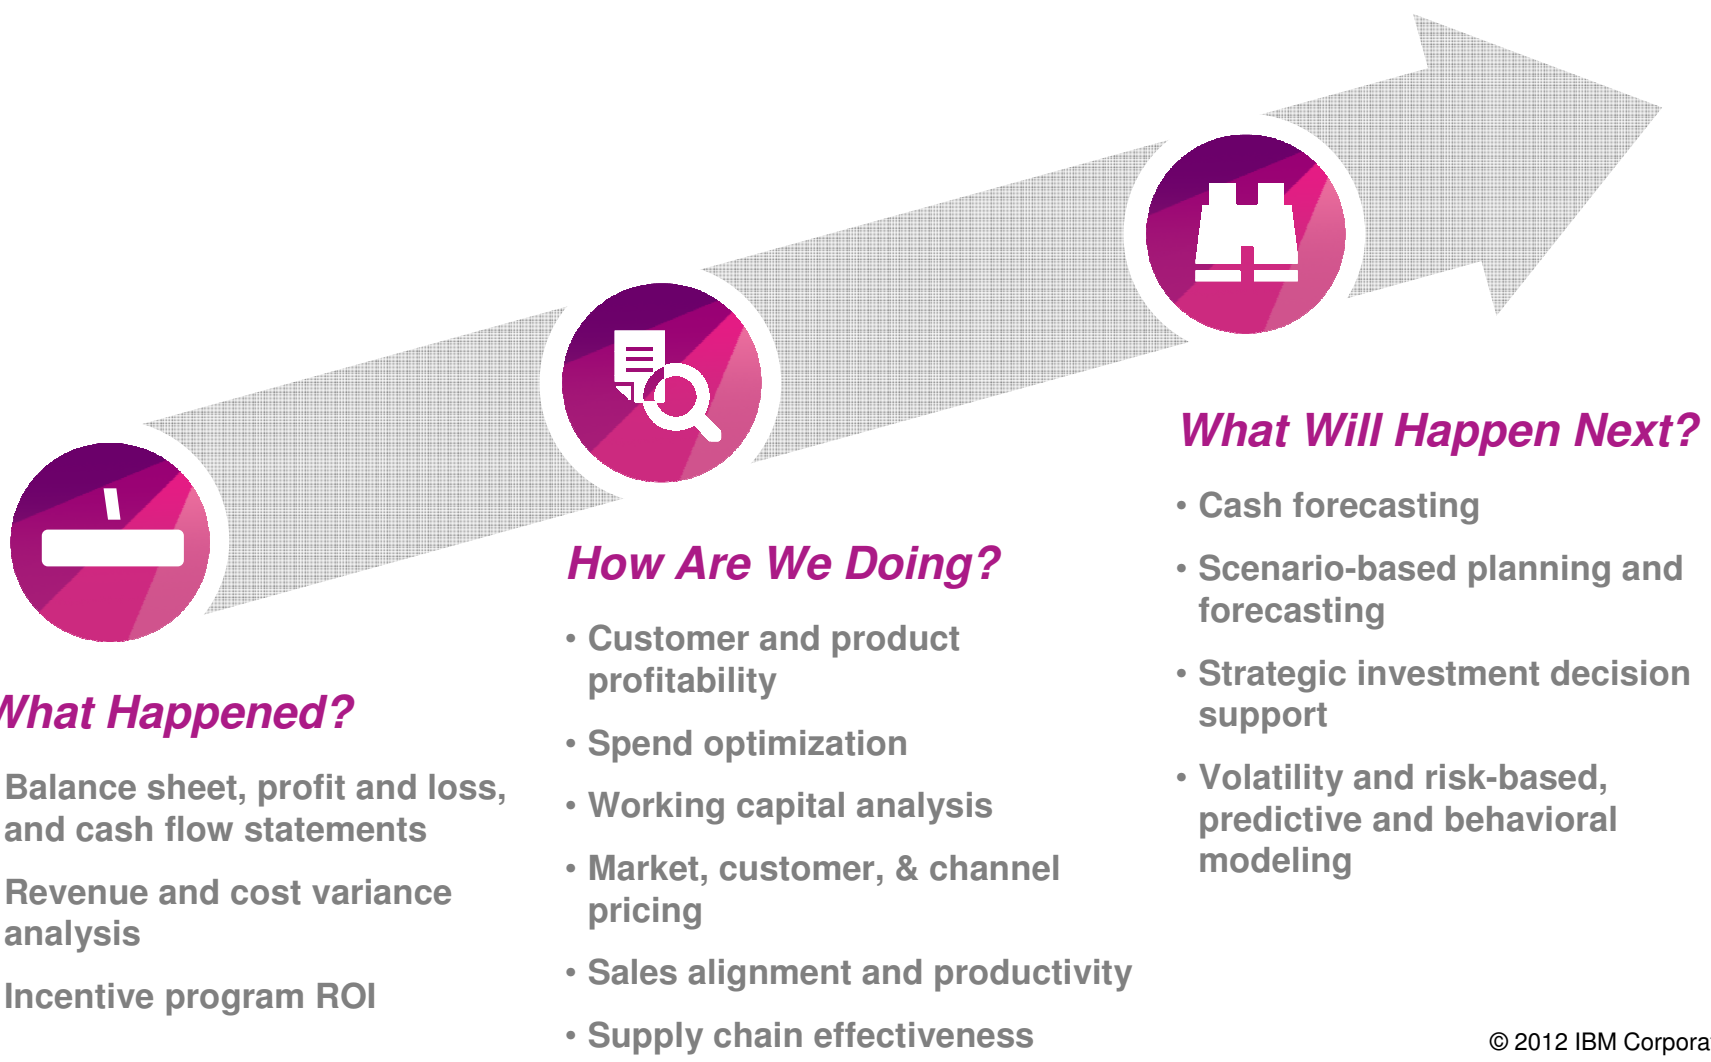 What Happened?
Balance sheet, profit and loss,
and cash flow statements
Revenue and cost variance
analysis
Incentive program ROI
How Are We Doing?
• Customer and product
profitability
• Spend optimization
• Working capital analysis
• Market, customer, & channel
pricing
• Sales alignment and productivity
• Supply chain effectiveness
What Will Happen Next?
• Cash forecasting
• Scenario-based planning and
forecasting
• Strategic investment decision
support
• Volatility and risk-based,
predictive and behavioral
modeling
© 2012 IBM Corpora